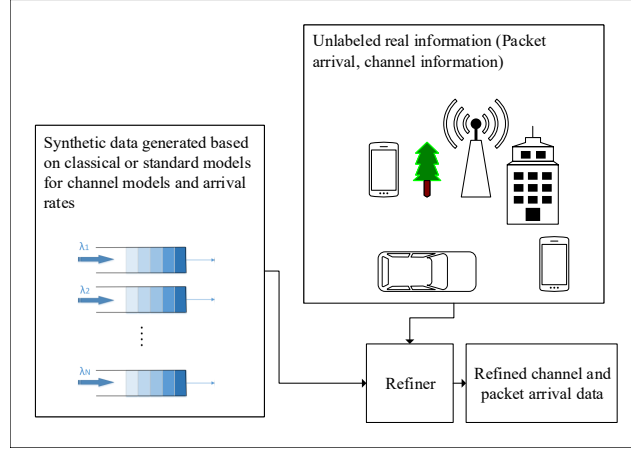 Unlabeled real information (Packet
arrival, channel information)
Synthetic data generated based
on classical or standard models
for channel models and arrival
rates
λ1
λ2
λN
Refiner
Refined channel and
packet arrival data